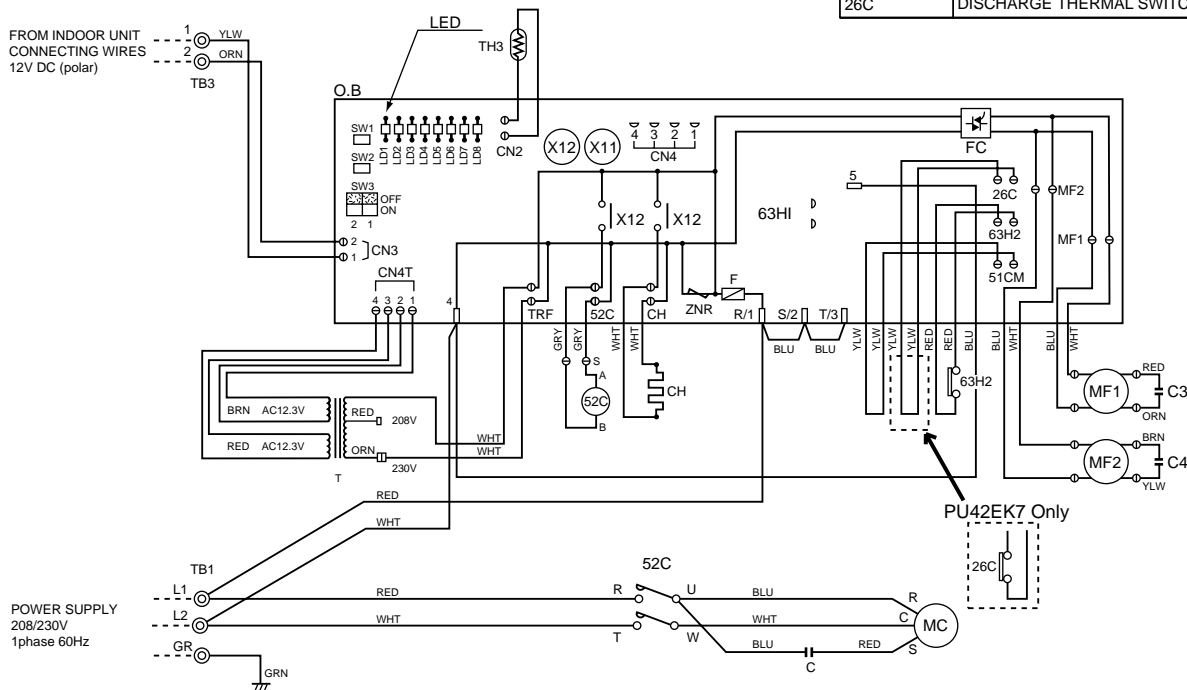 26C DISCHARGE THERMAL SWITC
FROM INDOOR UNIT
CONNECTING WIRES
12V DC (polar)
1 YLW
2 ORN
TB3
LED
TH3
O.B
SW1
SW2
SW3
OFF
ON
2 1
LD1 LD2 LD3 LD4 LD5 LD6 LD7 LD8
CN2
X12 X11
4 3 2 1
CN4
FC
5
26C
MF2
63HI
63H2
MF1
51CM
X12 X12
2
1
CN3
CN4T
4 3 2 1
4
TRF 52C CH
ZNR
F
R/1 S/2 T/3
BLU BLU
GRY GRY WHT WHT
YLW YLW YLW YLW RED RED BLU BLU WHT BLU WHT
S
A
52C
B
CH
63H2
MF1
RED
C3
ORN
MF2
BRN
C4
YLW
BRN AC12.3V
RED AC12.3V
RED 208V
ORN 230V
T
WHT
WHT
RED
WHT
PU42EK7 Only
26C
TB1
52C
POWER SUPPLY
208/230V
1phase 60Hz
L1 RED R U BLU R
L2 WHT T W WHT C MC
BLU C RED S
GR
GRN